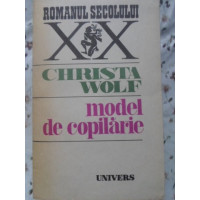 ROMANUL SECOLULUI
XX
CHRISTA
WOLF
model
de copilărie
UNIVERS